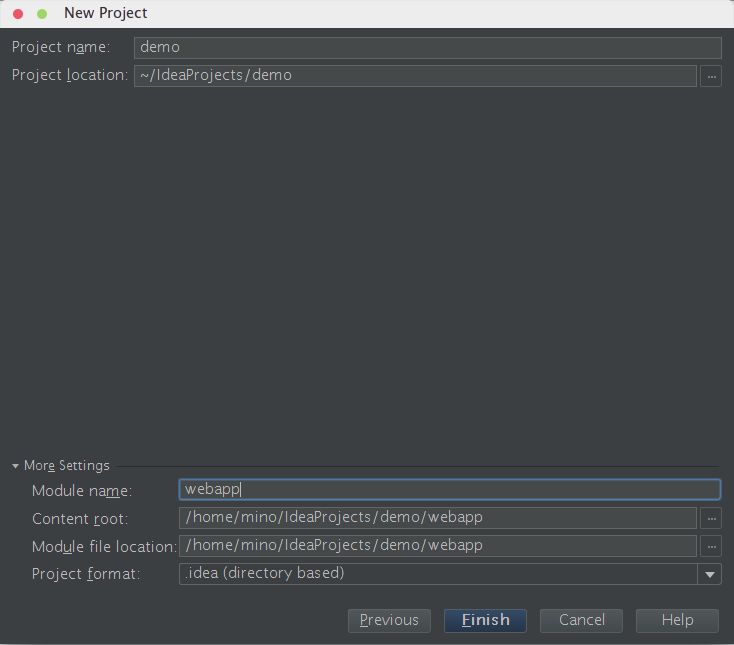 New Project
Project name: demo
Project location: ~/IdeaProjects/demo ...
More Settings
Module name: webapp
Content root: /home/mino/IdeaProjects/demo/webapp ...
Module file location: /home/mino/IdeaProjects/demo/webapp ...
Project format: .idea (directory based)
Previous Finish Cancel Help